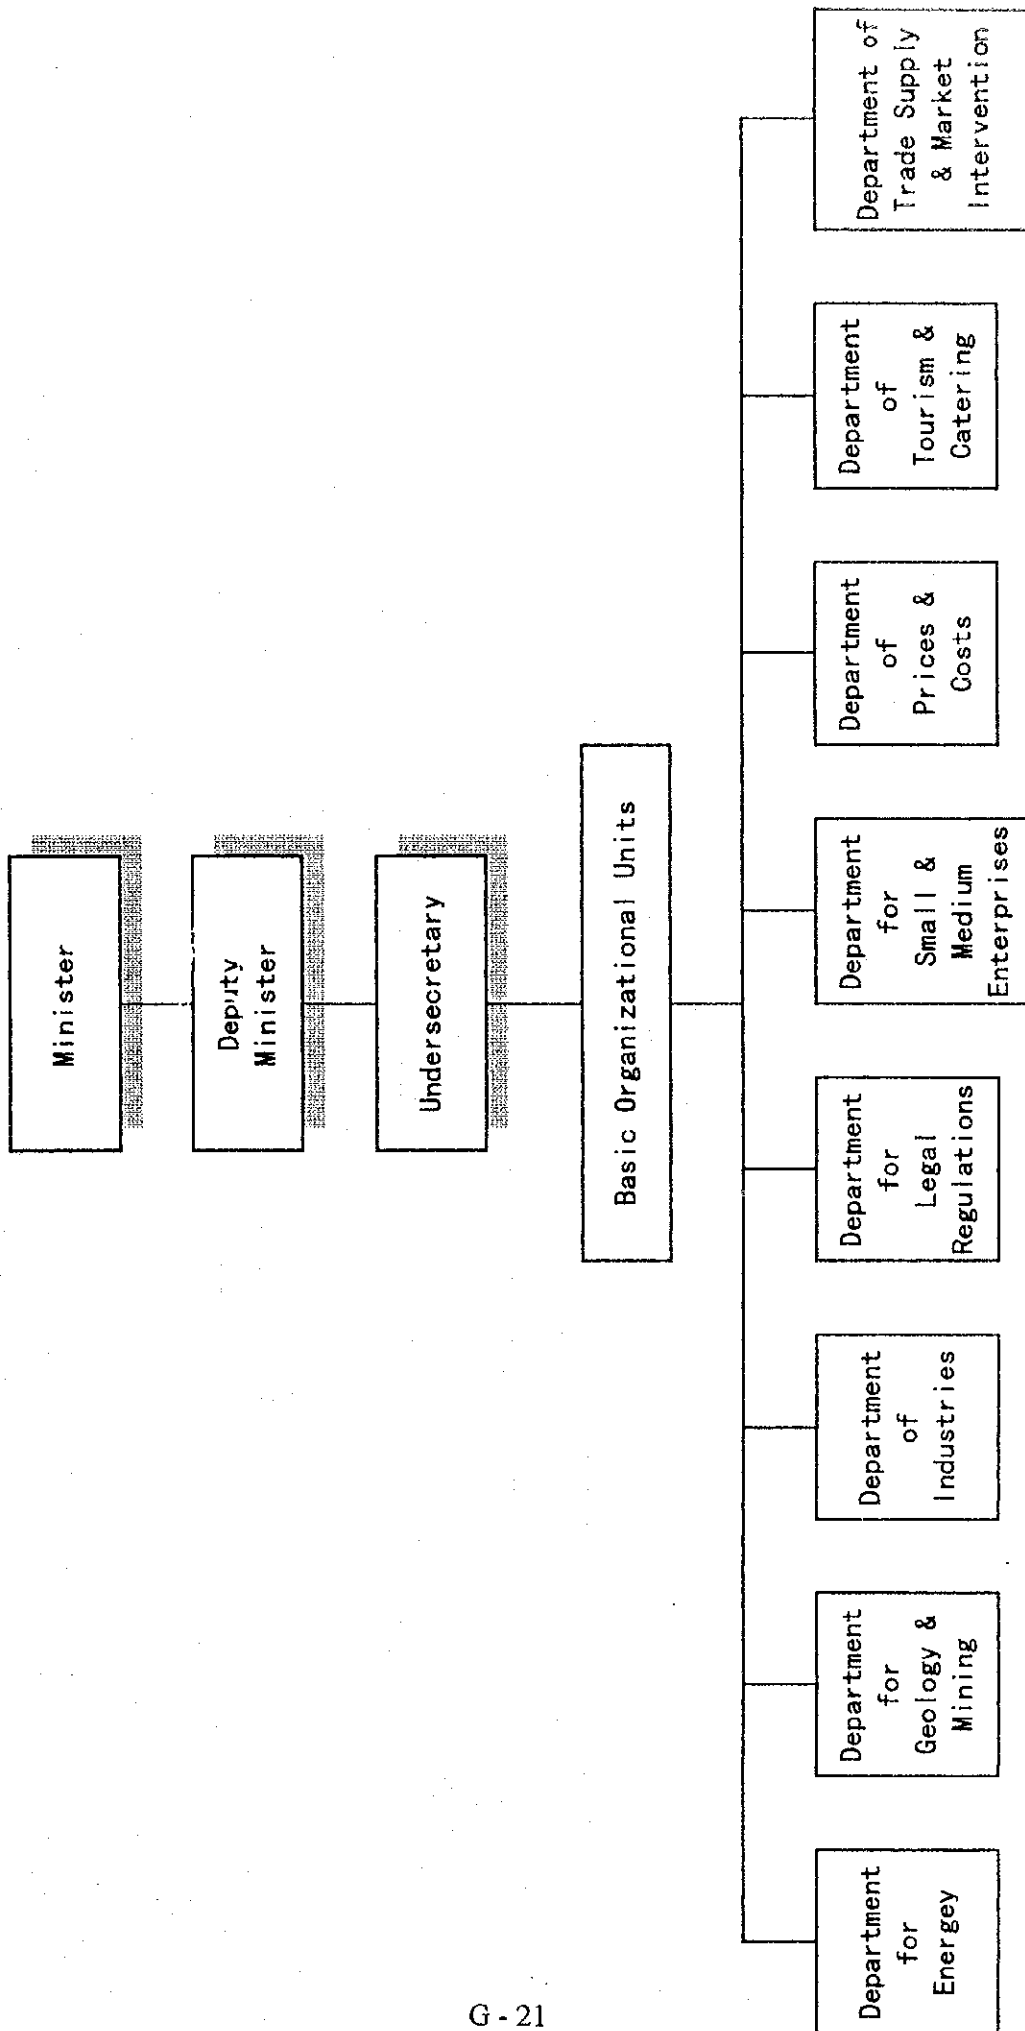 Minister
Deputy
Minister
Undersecretary
Basic Organizational Units
Department
for
Energey
Department
for
Geology &
Mining
Department
of
Industries
Department
for
Legal
Regulations
Department
for
Small &
Medium
Enterprises
Department
of
Prices &
Costs
Department
of
Tourism &
Catering
Department of
Trade Supply
& Market
Intervention
G - 21